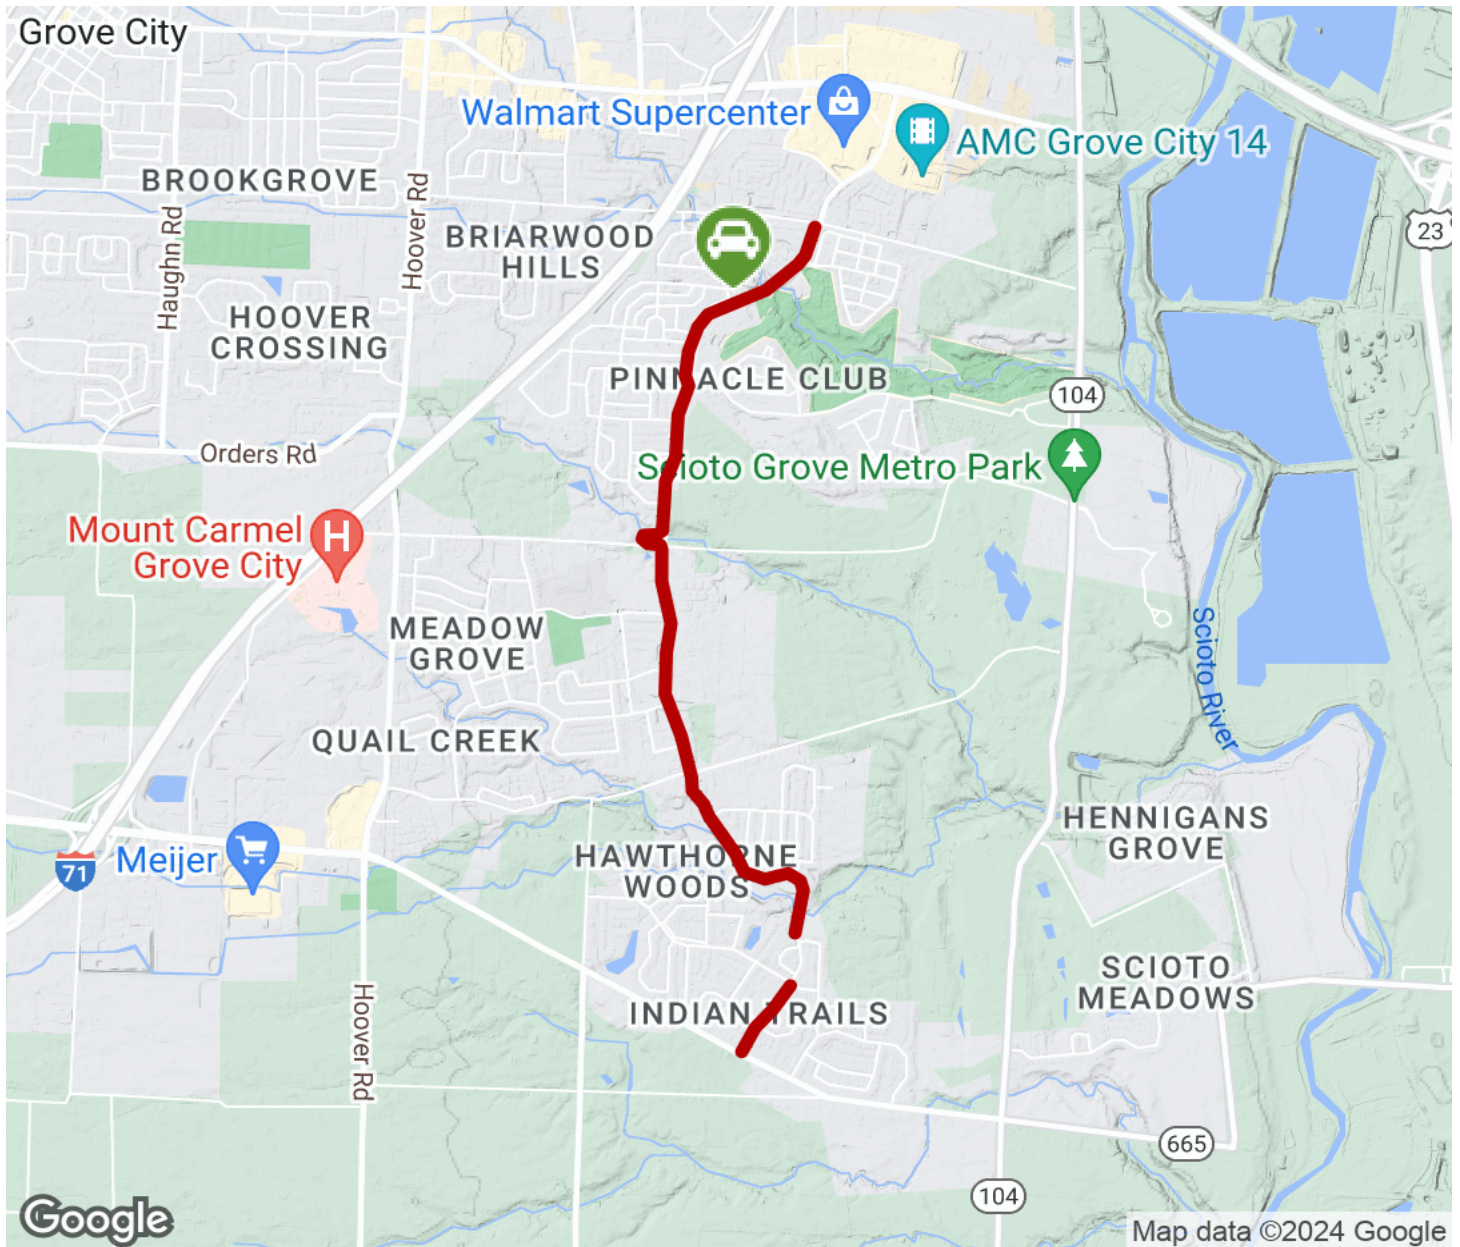 Grove City
Walmart Supercenter
AMC Grove City 14
BROOKGROVE
Haughn Rd
Hoover Rd
BRIARWOOD
HILLS
23
HOOVER
CROSSING
PINNACLE CLUB
104
Orders Rd
Scioto Grove Metro Park
Mount Carmel
Grove City
H
MEADOW
GROVE
Scioto River
QUAIL CREEK
HENNIGANS
GROVE
Meijer
71
HAWTHORNE
WOODS
SCIOTO
MEADOWS
INDIAN TRAILS
Hoover Rd
665
104
Google
Map data ©2024 Google